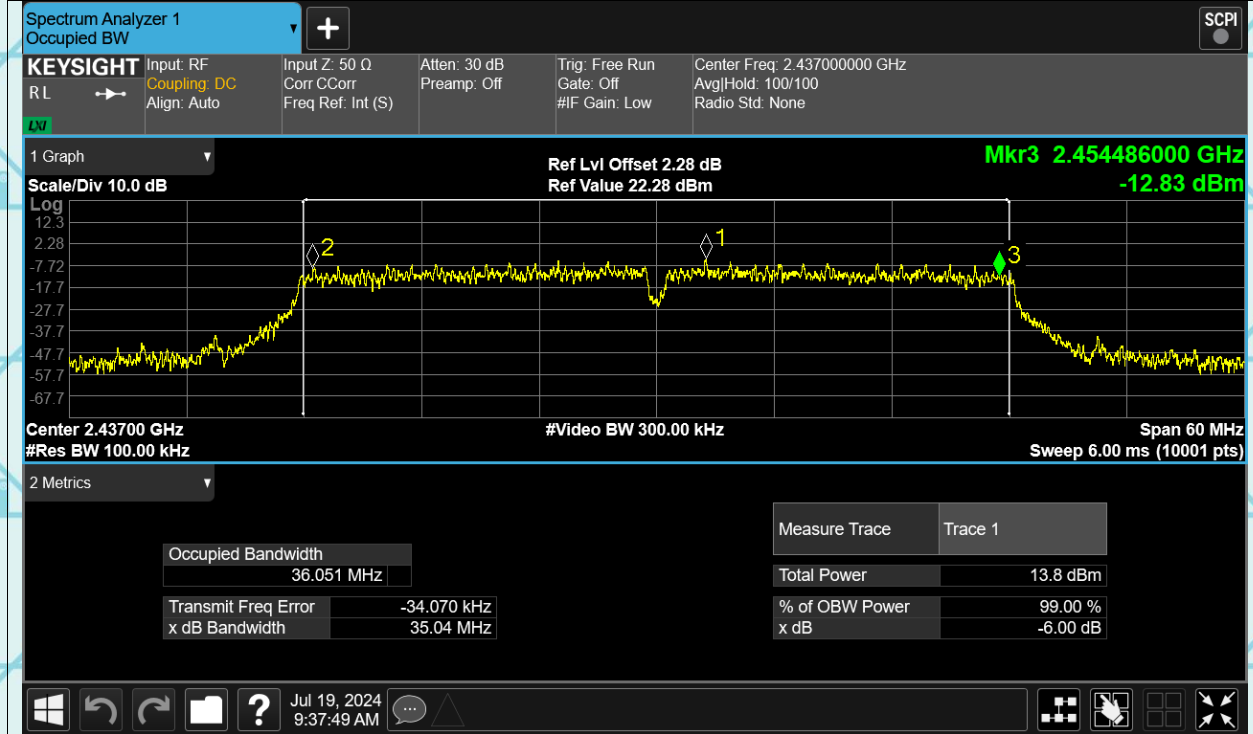 Spectrum Analyzer 1
Occupied BW
SCPI
KEYSIGHT
R L
LXI
Input: RF
Coupling: DC
Align: Auto
Input Z: 50 Ω
Corr CCorr
Freq Ref: Int (S)
Atten: 30 dB
Preamp: Off
Trig: Free Run
Gate: Off
#IF Gain: Low
Center Freq: 2.437000000 GHz
Avg|Hold: 100/100
Radio Std: None
1 Graph
Scale/Div 10.0 dB
Ref Lvl Offset 2.28 dB
Ref Value 22.28 dBm
Mkr3 2.454486000 GHz
-12.83 dBm
Log
12.3
2.28
-7.72
-17.7
-27.7
-37.7
-47.7
-57.7
-67.7
2
1
3
Center 2.43700 GHz
#Video BW 300.00 kHz
Span 60 MHz
#Res BW 100.00 kHz
Sweep 6.00 ms (10001 pts)
2 Metrics
Occupied Bandwidth
36.051 MHz
Transmit Freq Error -34.070 kHz
x dB Bandwidth 35.04 MHz
Measure Trace Trace 1
Total Power 13.8 dBm
% of OBW Power 99.00 %
x dB -6.00 dB
Jul 19, 2024
9:37:49 AM